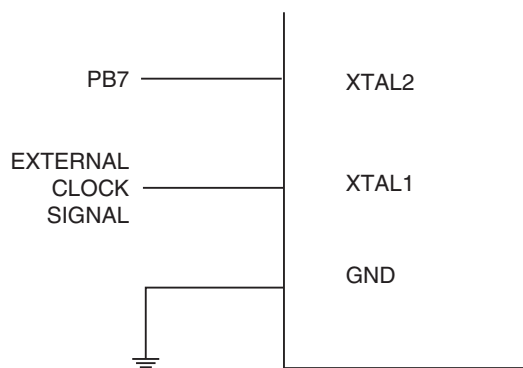 PB7
XTAL2
EXTERNAL
CLOCK
SIGNAL
XTAL1
GND